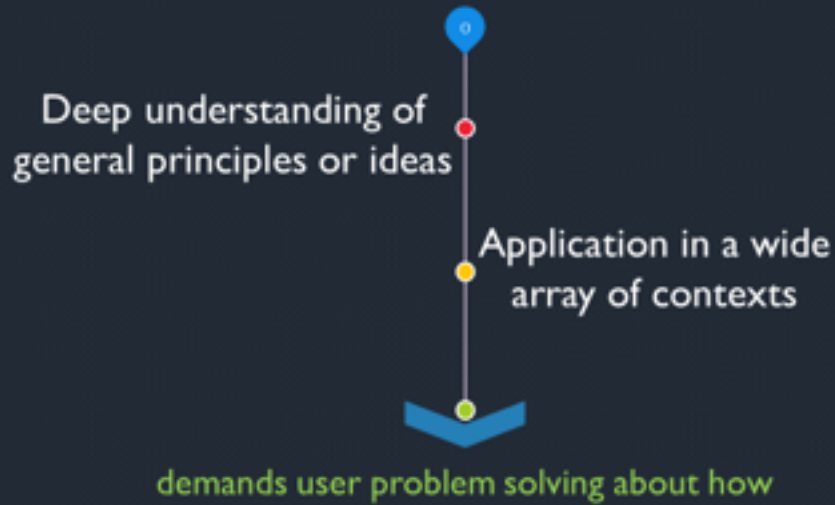 Deep understanding of
general principles or ideas
Application in a wide
array of contexts
demands user problem solving about how